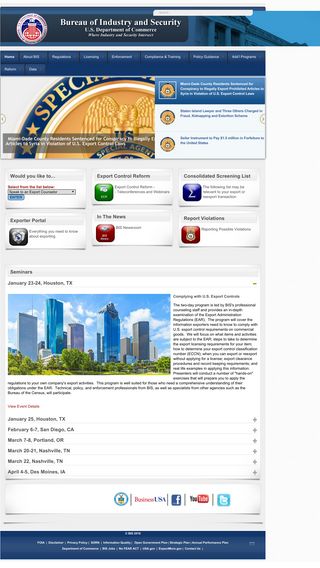 Bureau of Industry and Security
U.S. Department of Commerce
Where Industry and Security Intersect
Search
Home
About BIS
Regulations
Licensing
Enforcement
Compliance & Training
Policy Guidance
Reform
Data
Miami-Dade County Residents Sentenced for Conspiracy to Illegally Export Prohibited Articles to Syria in Violation of U.S. Export Control Laws
Miami-Dade County Residents Sentenced for
Conspiracy to Illegally Export Prohibited Articles to
Syria in Violation of U.S. Export Control Laws
Staten Island Lawyer and Three Others Charged in
Fraud, Kidnapping and Extortion Scheme
the United States
Would you like to...
Select from the list below:
Speak to an Export Counselor
ENTER
Export Control Reform
Export Control Reform -
Teleconferences and Webinars
Consolidated Screening List
The following list may be
relevant to your export or
transport transaction
Exporter Portal
Everything you need to
know about exporting
In The News
BIS Newsroom
Report Violations
Reporting Possible Violations
Seminars
January 23-24, Houston, TX
Complying with U.S. Export Controls
The two-day program is led by BIS's professional
counseling staff and provides an in-depth
examination of the Export Administration
Regulations (EAR). The program will cover the
information exporters need to know to comply with
U.S. export control requirements on commercial
goods. We will focus on what items and activities
are subject to the EAR; steps to take to determine
the export licensing requirements for your item;
how to determine your export control classification
number (ECCN); when you can export or reexport
without applying for a license; export clearance
procedures and record keeping requirements; and
real life examples in applying this information.
Presenters will conduct a number of "hands-on"
exercises that will prepare you to apply the
regulations to your own company's export activities. This program is well suited for those who need a comprehensive understanding of their
obligations under the EAR. Technical, policy, and enforcement professionals from BIS, as well as specialists from other agencies such as the
Bureau of the Census, will participate.
View Event Details
January 25, Houston, TX
February 6-7, San Diego, CA
March 7-8, Portland, OR
March 20-21, Nashville, TN
March 22, Nashville, TN
April 4-5, Des Moines, IA
BusinessUSA
You Tube
FOIA | Disclaimer | Privacy Policy | Information Quality | Open Government Plan | Strategic Plan | Annual Performance Plan
Department of Commerce | BIS Jobs | No FEAR ACT | USA.gov | Contact Us |